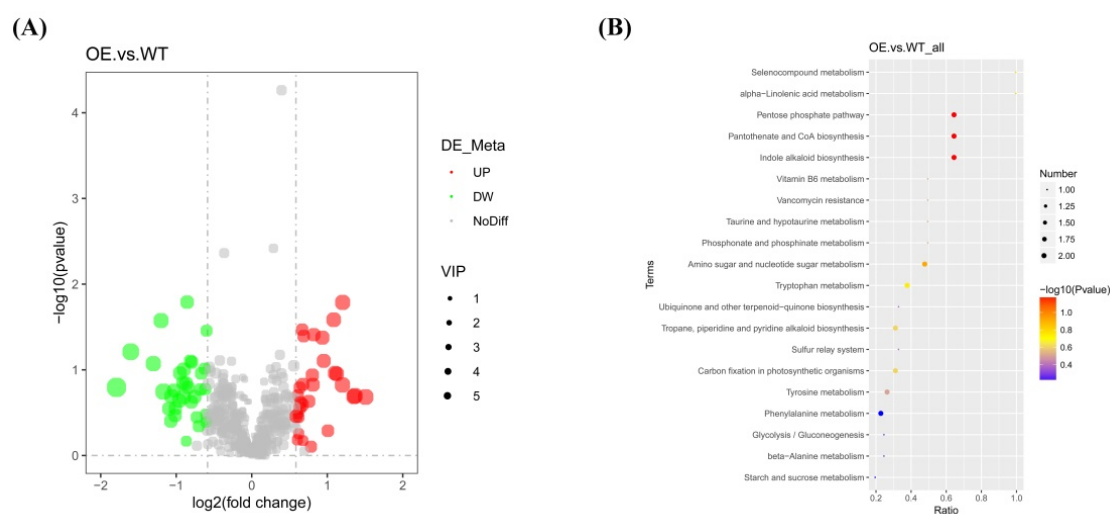 (A)
OE.vs.WT
4
3
2
1
0
−2
−1
0
1
2
−log10(pvalue)
log2(fold change)
DE_Meta
UP
DW
NoDiff
VIP
1
2
3
4
5
(B)
OE.vs.WT_all
Terms
Selenocompound metabolism
alpha−Linolenic acid metabolism
Pentose phosphate pathway
Pantothenate and CoA biosynthesis
Indole alkaloid biosynthesis
Vitamin B6 metabolism
Vancomycin resistance
Taurine and hypotaurine metabolism
Phosphonate and phosphinate metabolism
Amino sugar and nucleotide sugar metabolism
Tryptophan metabolism
Ubiquinone and other terpenoid−quinone biosynthesis
Tropane, piperidine and pyridine alkaloid biosynthesis
Sulfur relay system
Carbon fixation in photosynthetic organisms
Tyrosine metabolism
Phenylalanine metabolism
Glycolysis / Gluconeogenesis
beta−Alanine metabolism
Starch and sucrose metabolism
0.2
0.4
0.6
0.8
1.0
Ratio
Number
1.00
1.25
1.50
1.75
2.00
−log10(Pvalue)
1.0
0.8
0.6
0.4